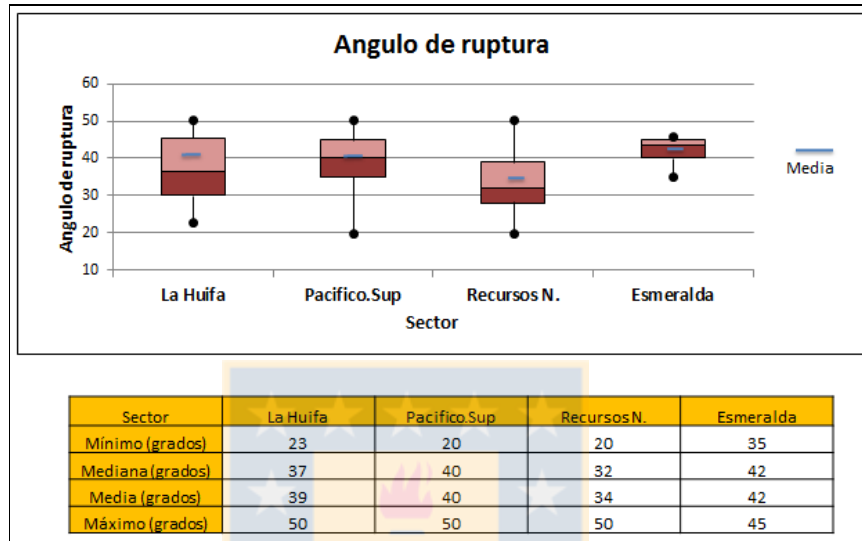 Angulo de ruptura
60
50
40
30
20
10
Angulo de ruptura
Media
La Huifa Pacifico.Sup Recursos N. Esmeralda
Sector
Sector La Huifa Pacifico.Sup Recursos N. Esmeralda
Mínimo (grados) 23 20 20 35
Mediana (grados) 37 40 32 42
Media (grados) 39 40 34 42
Máximo (grados) 50 50 50 45